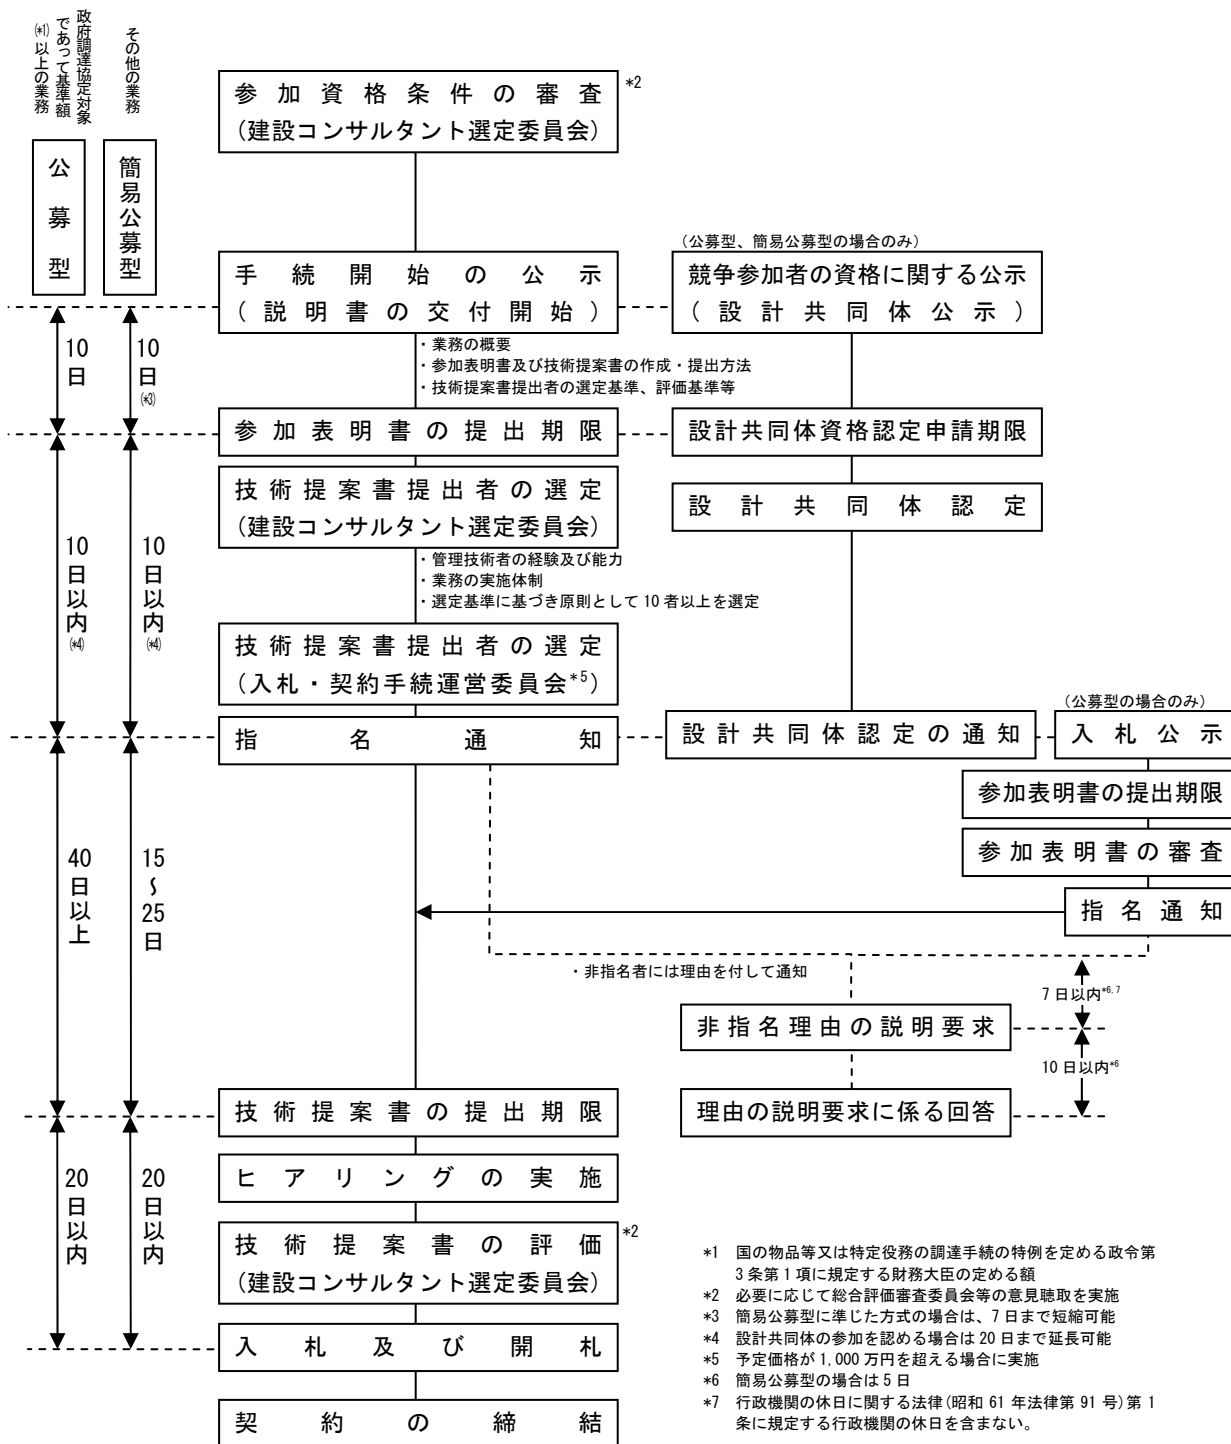 政府調達協定対象
であって基準額
(*1)以上の業務
その他の業務
公募型
簡易公募型
参加資格条件の審査 *2
(建設コンサルタント選定委員会)
(公募型、簡易公募型の場合のみ)
手続開始の公示
(説明書の交付開始)
競争参加者の資格に関する公示
(設計共同体公示)
10日
10日(*3)
・業務の概要
・参加表明書及び技術提案書の作成・提出方法
・技術提案書提出者の選定基準、評価基準等
参加表明書の提出期限
設計共同体資格認定申請期限
技術提案書提出者の選定
(建設コンサルタント選定委員会)
設計共同体認定
10日以内(*4)
10日以内(*4)
・管理技術者の経験及び能力
・業務の実施体制
・選定基準に基づき原則として10者以上を選定
技術提案書提出者の選定
(入札・契約手続運営委員会*5)
(公募型の場合のみ)
指名通知
設計共同体認定の通知
入札公示
参加表明書の提出期限
参加表明書の審査
指名通知
40日以上
15~25日
・非指名者には理由を付して通知
7日以内*6,7
非指名理由の説明要求
10日以内*6
技術提案書の提出期限
理由の説明要求に係る回答
ヒアリングの実施
20日以内
20日以内
技術提案書の評価 *2
(建設コンサルタント選定委員会)
入札及び開札
契約の締結
*1 国の物品等又は特定役務の調達手続の特例を定める政令第
3条第1項に規定する財務大臣の定める額
*2 必要に応じて総合評価審査委員会等の意見聴取を実施
*3 簡易公募型に準じた方式の場合は、7日まで短縮可能
*4 設計共同体の参加を認める場合は20日まで延長可能
*5 予定価格が1,000万円を超える場合に実施
*6 簡易公募型の場合は5日
*7 行政機関の休日に関する法律(昭和61年法律第91号)第1
条に規定する行政機関の休日を含まない。